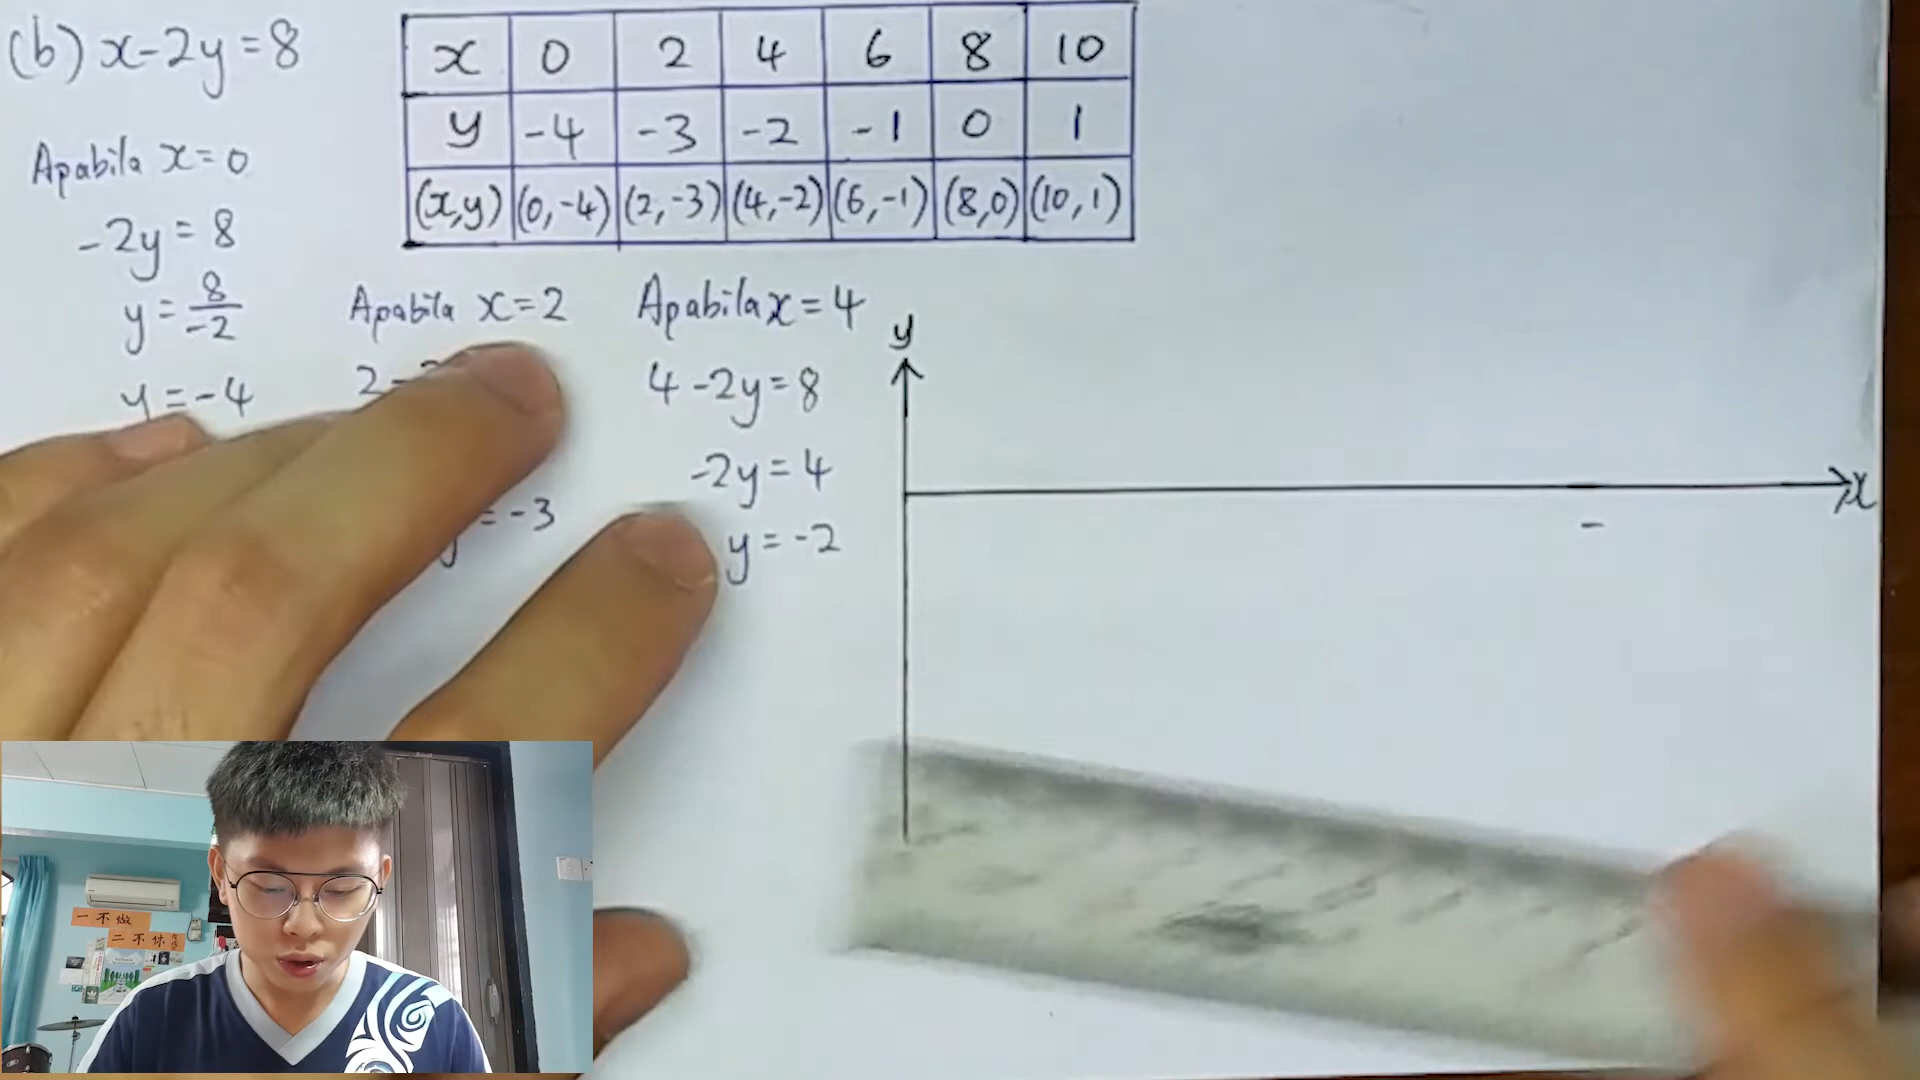 (b) x-2y=8
x 0 2 4 6 8 10
y -4 -3 -2 -1 0 1
(x,y) (0,-4) (2,-3) (4,-2) (6,-1) (8,0) (10,1)
Apabila x=0
-2y=8
y=8/-2
y=-4
Apabila x=2
2-
=-3
Apabila x=4
4-2y=8
-2y=4
y=-2
y
x
一不做
二不休